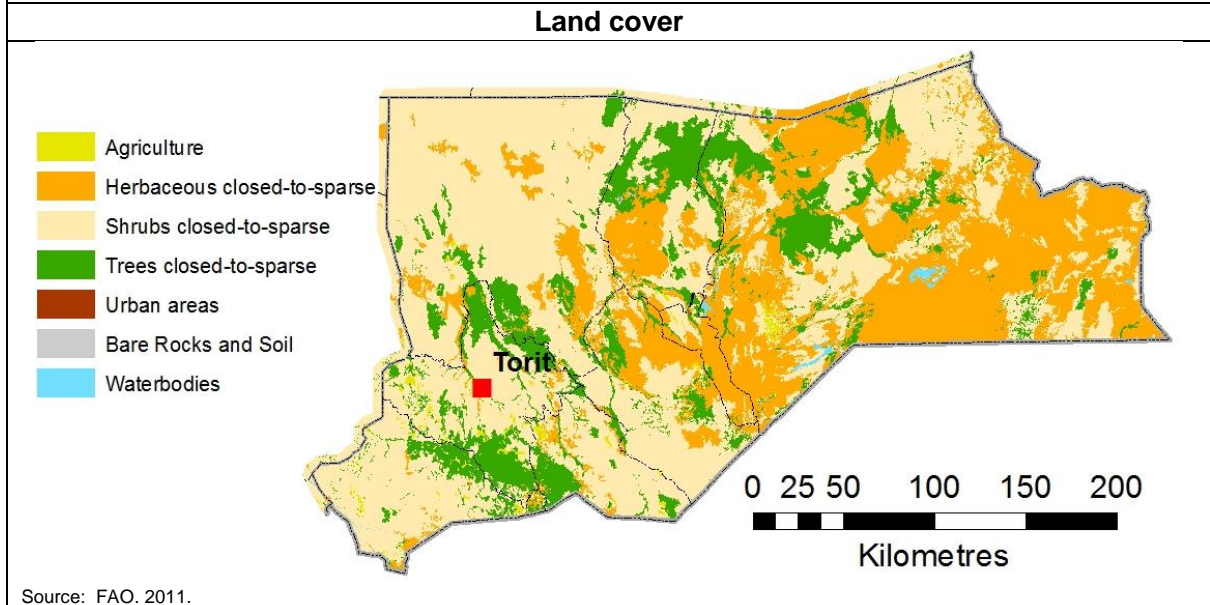 Land cover
Agriculture
Herbaceous closed-to-sparse
Shrubs closed-to-sparse
Trees closed-to-sparse
Urban areas
Bare Rocks and Soil
Waterbodies
Torit
0 25 50 100 150 200
Kilometres
Source: FAO. 2011.